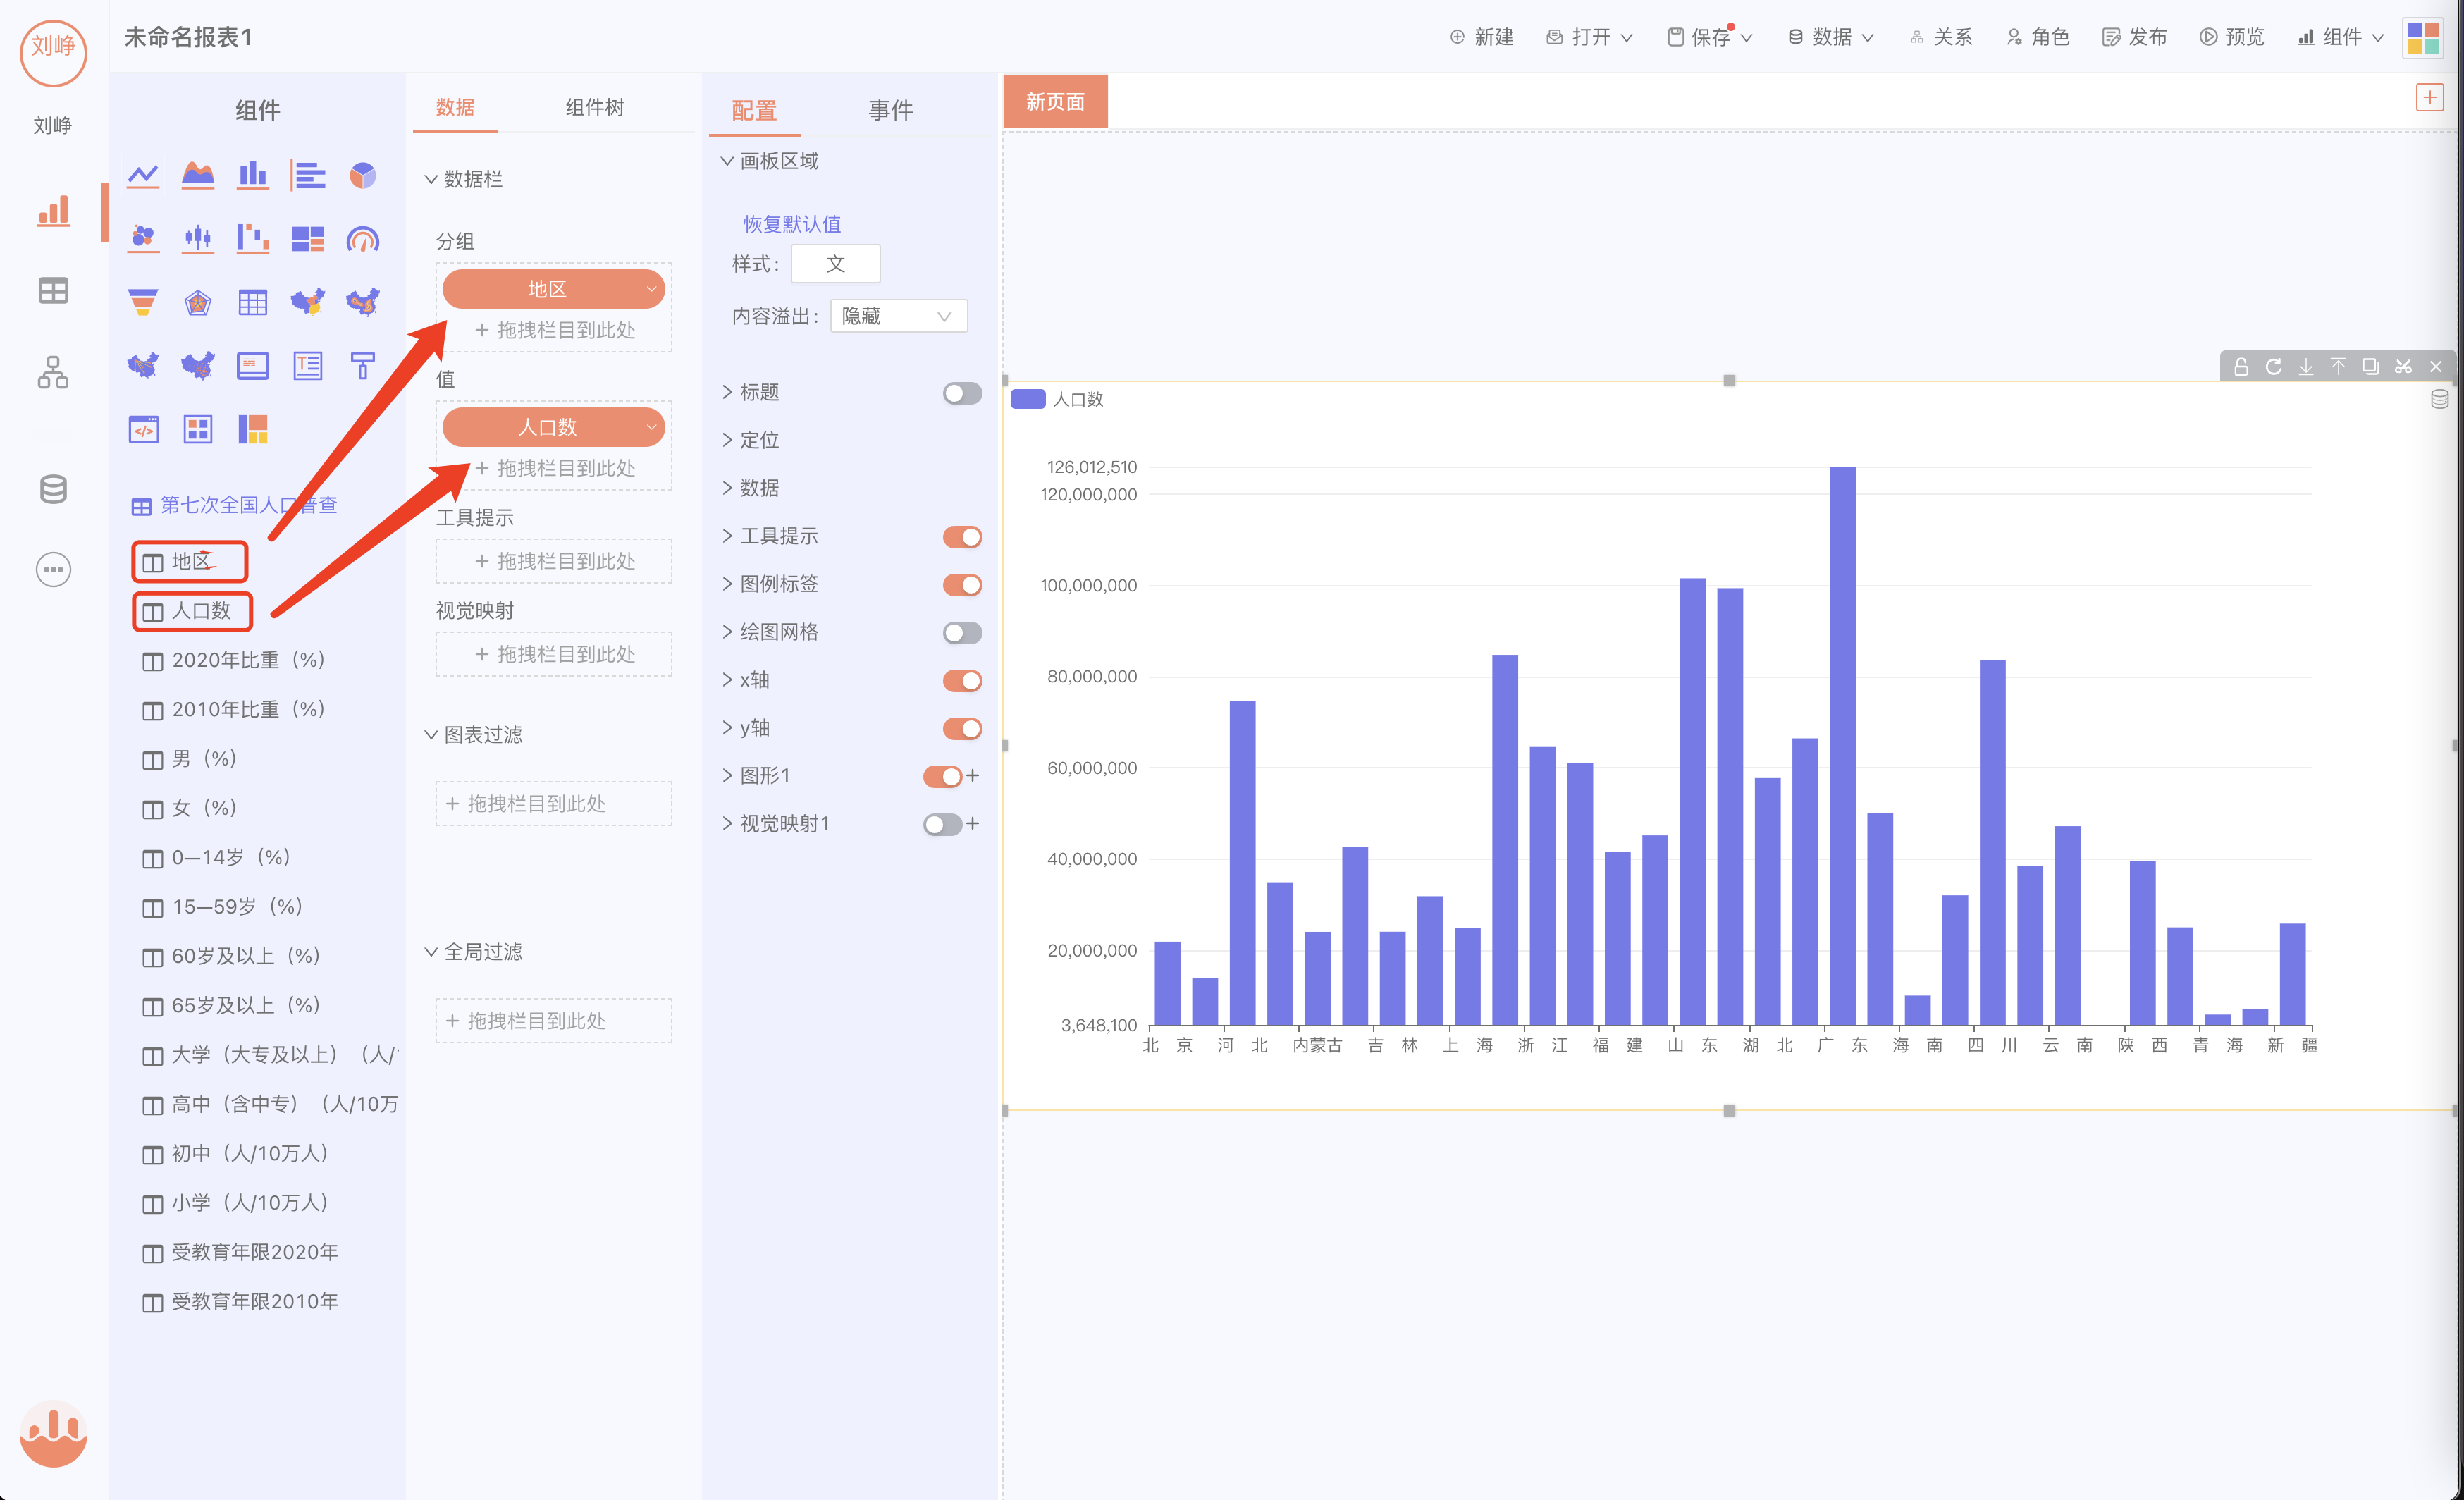 刘峥
刘峥
未命名报表1
新建
打开
保存
数据
关系
角色
发布
预览
组件
组件
第七次全国人口普查
地区
人口数
2020年比重（%）
2010年比重（%）
男（%）
女（%）
0—14岁（%）
15—59岁（%）
60岁及以上（%）
65岁及以上（%）
大学（大专及以上）（人/
高中（含中专）（人/10万
初中（人/10万人）
小学（人/10万人）
受教育年限2020年
受教育年限2010年
数据
组件树
数据栏
分组
地区
+ 拖拽栏目到此处
值
人口数
+ 拖拽栏目到此处
工具提示
+ 拖拽栏目到此处
视觉映射
+ 拖拽栏目到此处
图表过滤
+ 拖拽栏目到此处
全局过滤
+ 拖拽栏目到此处
配置
事件
画板区域
恢复默认值
样式：
文
内容溢出：
隐藏
标题
定位
数据
工具提示
图例标签
绘图网格
x轴
y轴
图形1
视觉映射1
新页面
人口数
126,012,510
120,000,000
100,000,000
80,000,000
60,000,000
40,000,000
20,000,000
3,648,100
北京
河北
内蒙古
吉林
上海
浙江
福建
山东
湖北
广东
海南
四川
云南
陕西
青海
新疆